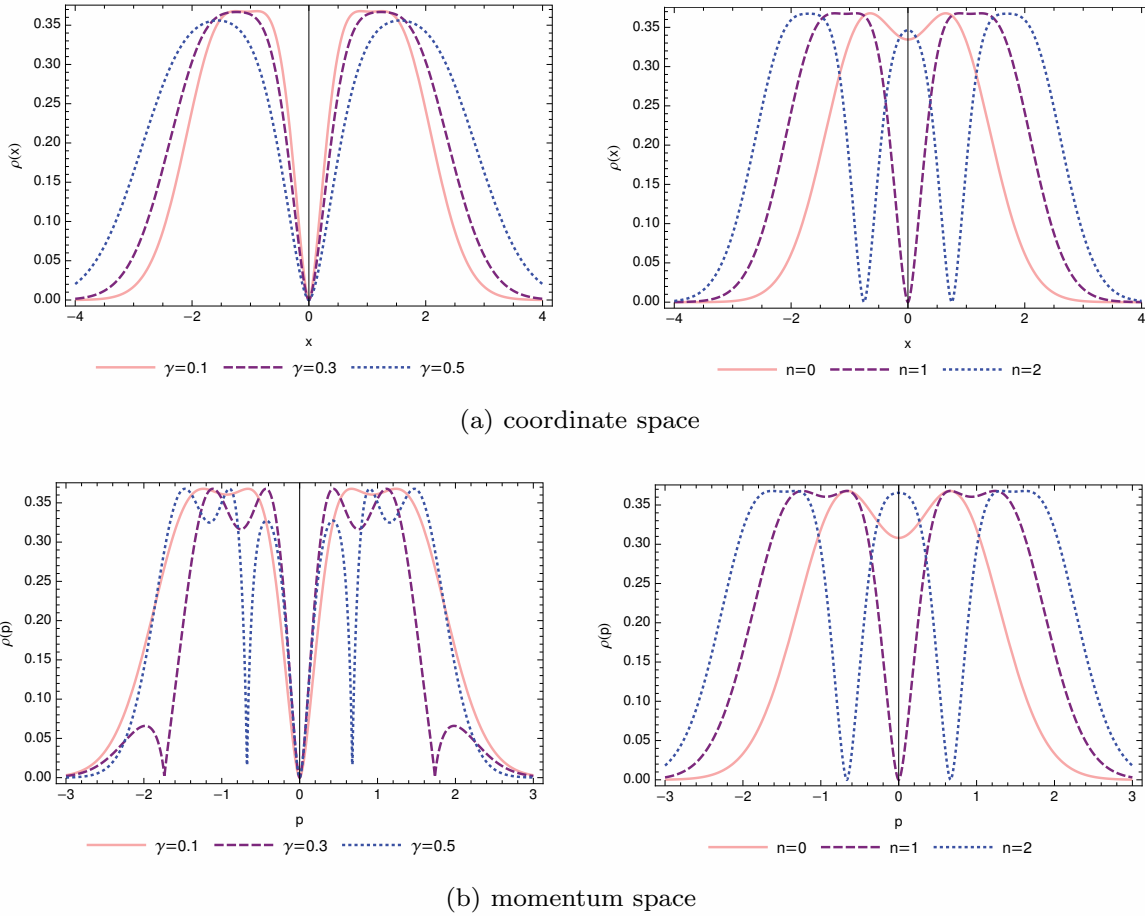 0.35
0.30
0.25
0.20
0.15
0.10
0.05
0.00
ρ(x)
−4 −2 0 2 4
x
γ=0.1 γ=0.3 γ=0.5
0.35
0.30
0.25
0.20
0.15
0.10
0.05
0.00
ρ(x)
−4 −2 0 2 4
x
n=0 n=1 n=2
(a) coordinate space
0.35
0.30
0.25
0.20
0.15
0.10
0.05
0.00
ρ(p)
−3 −2 −1 0 1 2 3
p
γ=0.1 γ=0.3 γ=0.5
0.35
0.30
0.25
0.20
0.15
0.10
0.05
0.00
ρ(p)
−3 −2 −1 0 1 2 3
p
n=0 n=1 n=2
(b) momentum space